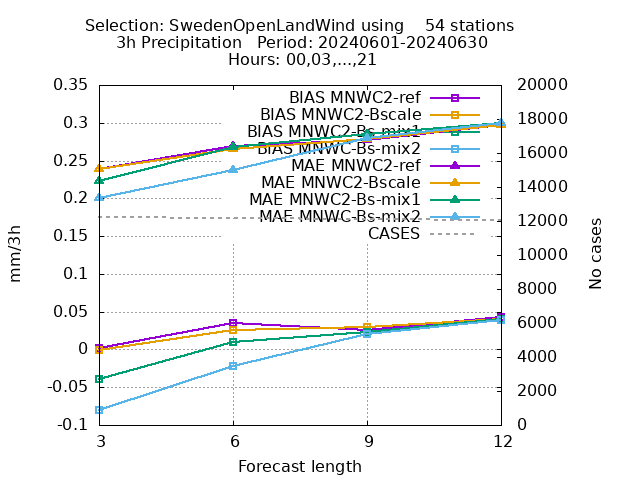 Selection: SwedenOpenLandWind using 54 stations
3h Precipitation Period: 20240601-20240630
Hours: 00,03,...,21
0.35
0.3
0.25
0.2
0.15
0.1
0.05
0
-0.05
-0.1
20000
18000
16000
14000
12000
10000
8000
6000
4000
2000
0
BIAS MNWC2-ref
BIAS MNWC2-Bscale
BIAS MNWC2-Bs-mix1
BIAS MNWC-Bs-mix2
MAE MNWC2-ref
MAE MNWC2-Bscale
MAE MNWC2-Bs-mix1
MAE MNWC-Bs-mix2
CASES
mm/3h
No cases
3
6
9
12
Forecast length